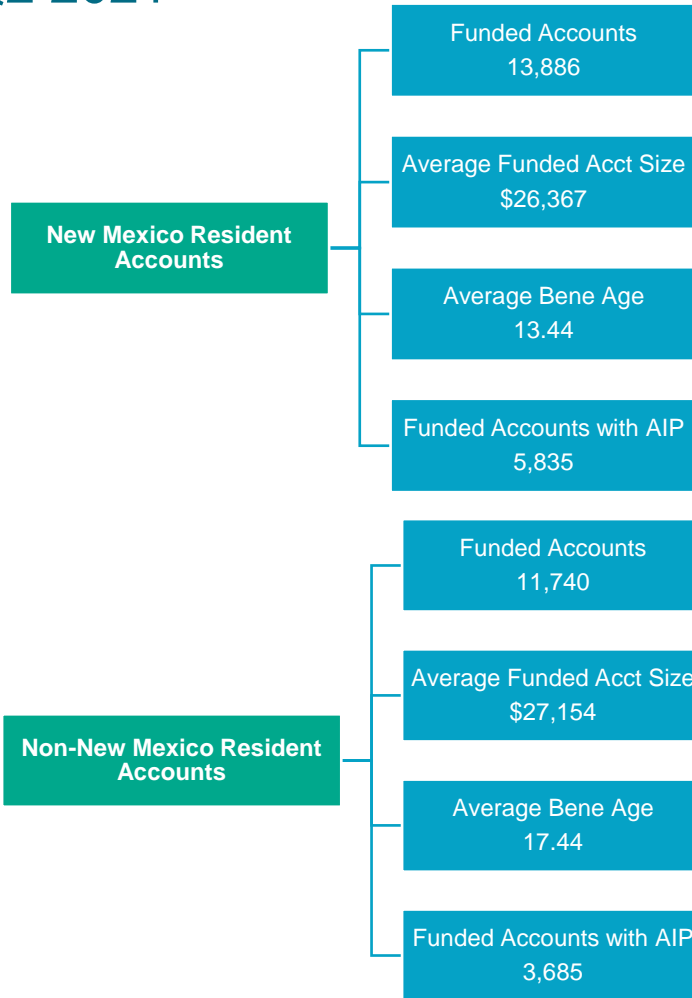 Funded Accounts
13,886
Average Funded Acct Size
$26,367
New Mexico Resident
Accounts
Average Bene Age
13.44
Funded Accounts with AIP
5,835
Funded Accounts
11,740
Average Funded Acct Size
$27,154
Non-New Mexico Resident
Accounts
Average Bene Age
17.44
Funded Accounts with AIP
3,685